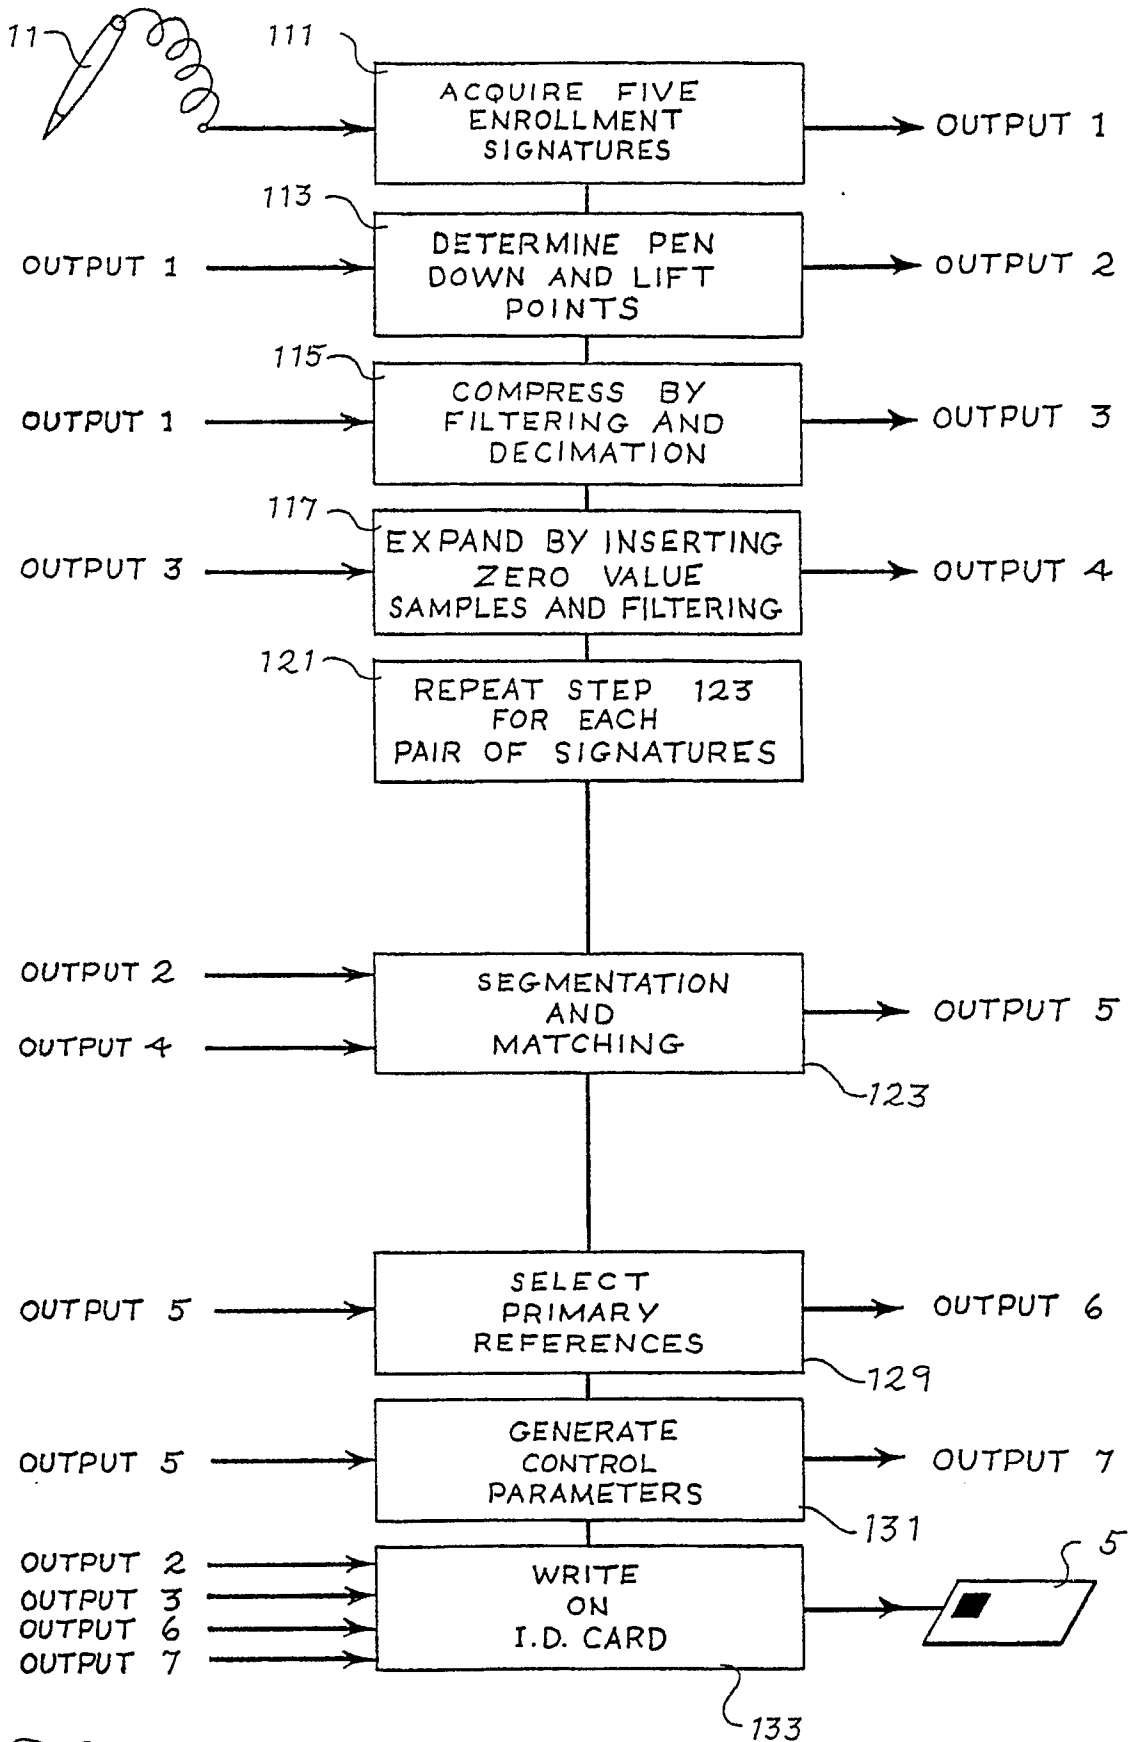 11
111
ACQUIRE FIVE
ENROLLMENT
SIGNATURES
OUTPUT 1
113
OUTPUT 1
DETERMINE PEN
DOWN AND LIFT
POINTS
OUTPUT 2
115
OUTPUT 1
COMPRESS BY
FILTERING AND
DECIMATION
OUTPUT 3
117
OUTPUT 3
EXPAND BY INSERTING
ZERO VALUE
SAMPLES AND FILTERING
OUTPUT 4
121
REPEAT STEP 123
FOR EACH
PAIR OF SIGNATURES
OUTPUT 2
OUTPUT 4
SEGMENTATION
AND
MATCHING
OUTPUT 5
123
OUTPUT 5
SELECT
PRIMARY
REFERENCES
OUTPUT 6
129
OUTPUT 5
GENERATE
CONTROL
PARAMETERS
OUTPUT 7
131
OUTPUT 2
OUTPUT 3
OUTPUT 6
OUTPUT 7
WRITE
ON
I.D. CARD
5
133